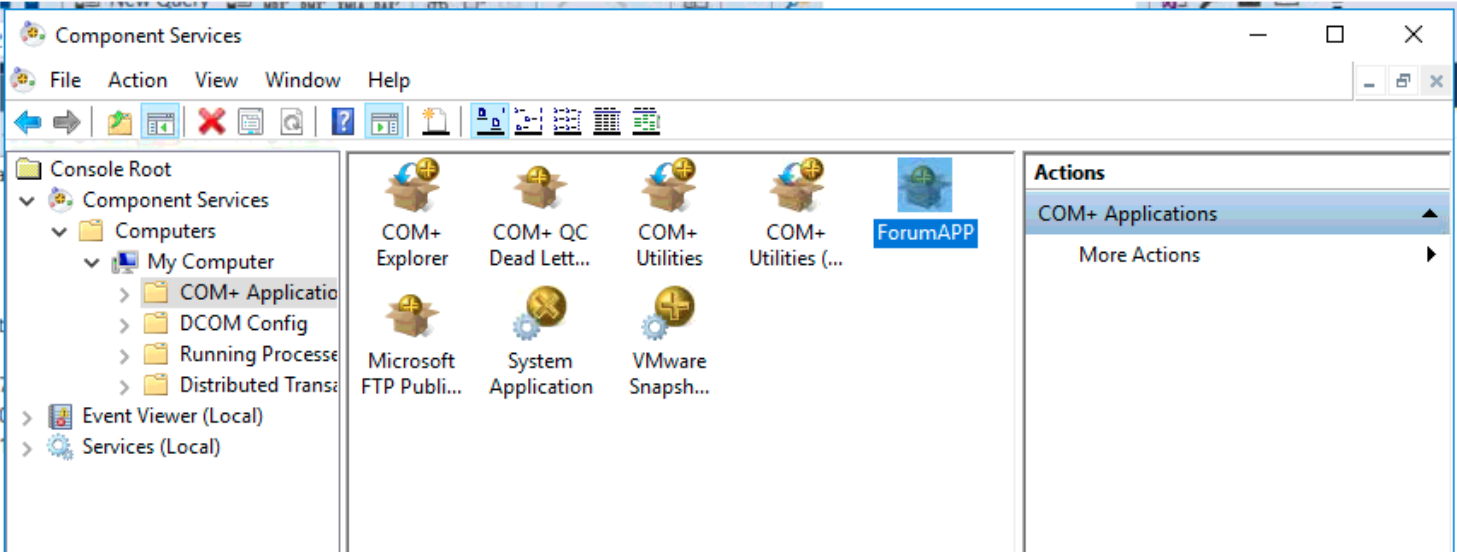 New Query
Component Services
File Action View Window Help
Console Root
Component Services
Computers
My Computer
COM+ Applicatio
DCOM Config
Running Processe
Distributed Transa
Event Viewer (Local)
Services (Local)
COM+
Explorer
COM+ QC
Dead Lett...
COM+
Utilities
COM+
Utilities (...
ForumAPP
Microsoft
FTP Publi...
System
Application
VMware
Snapsh...
Actions
COM+ Applications
More Actions